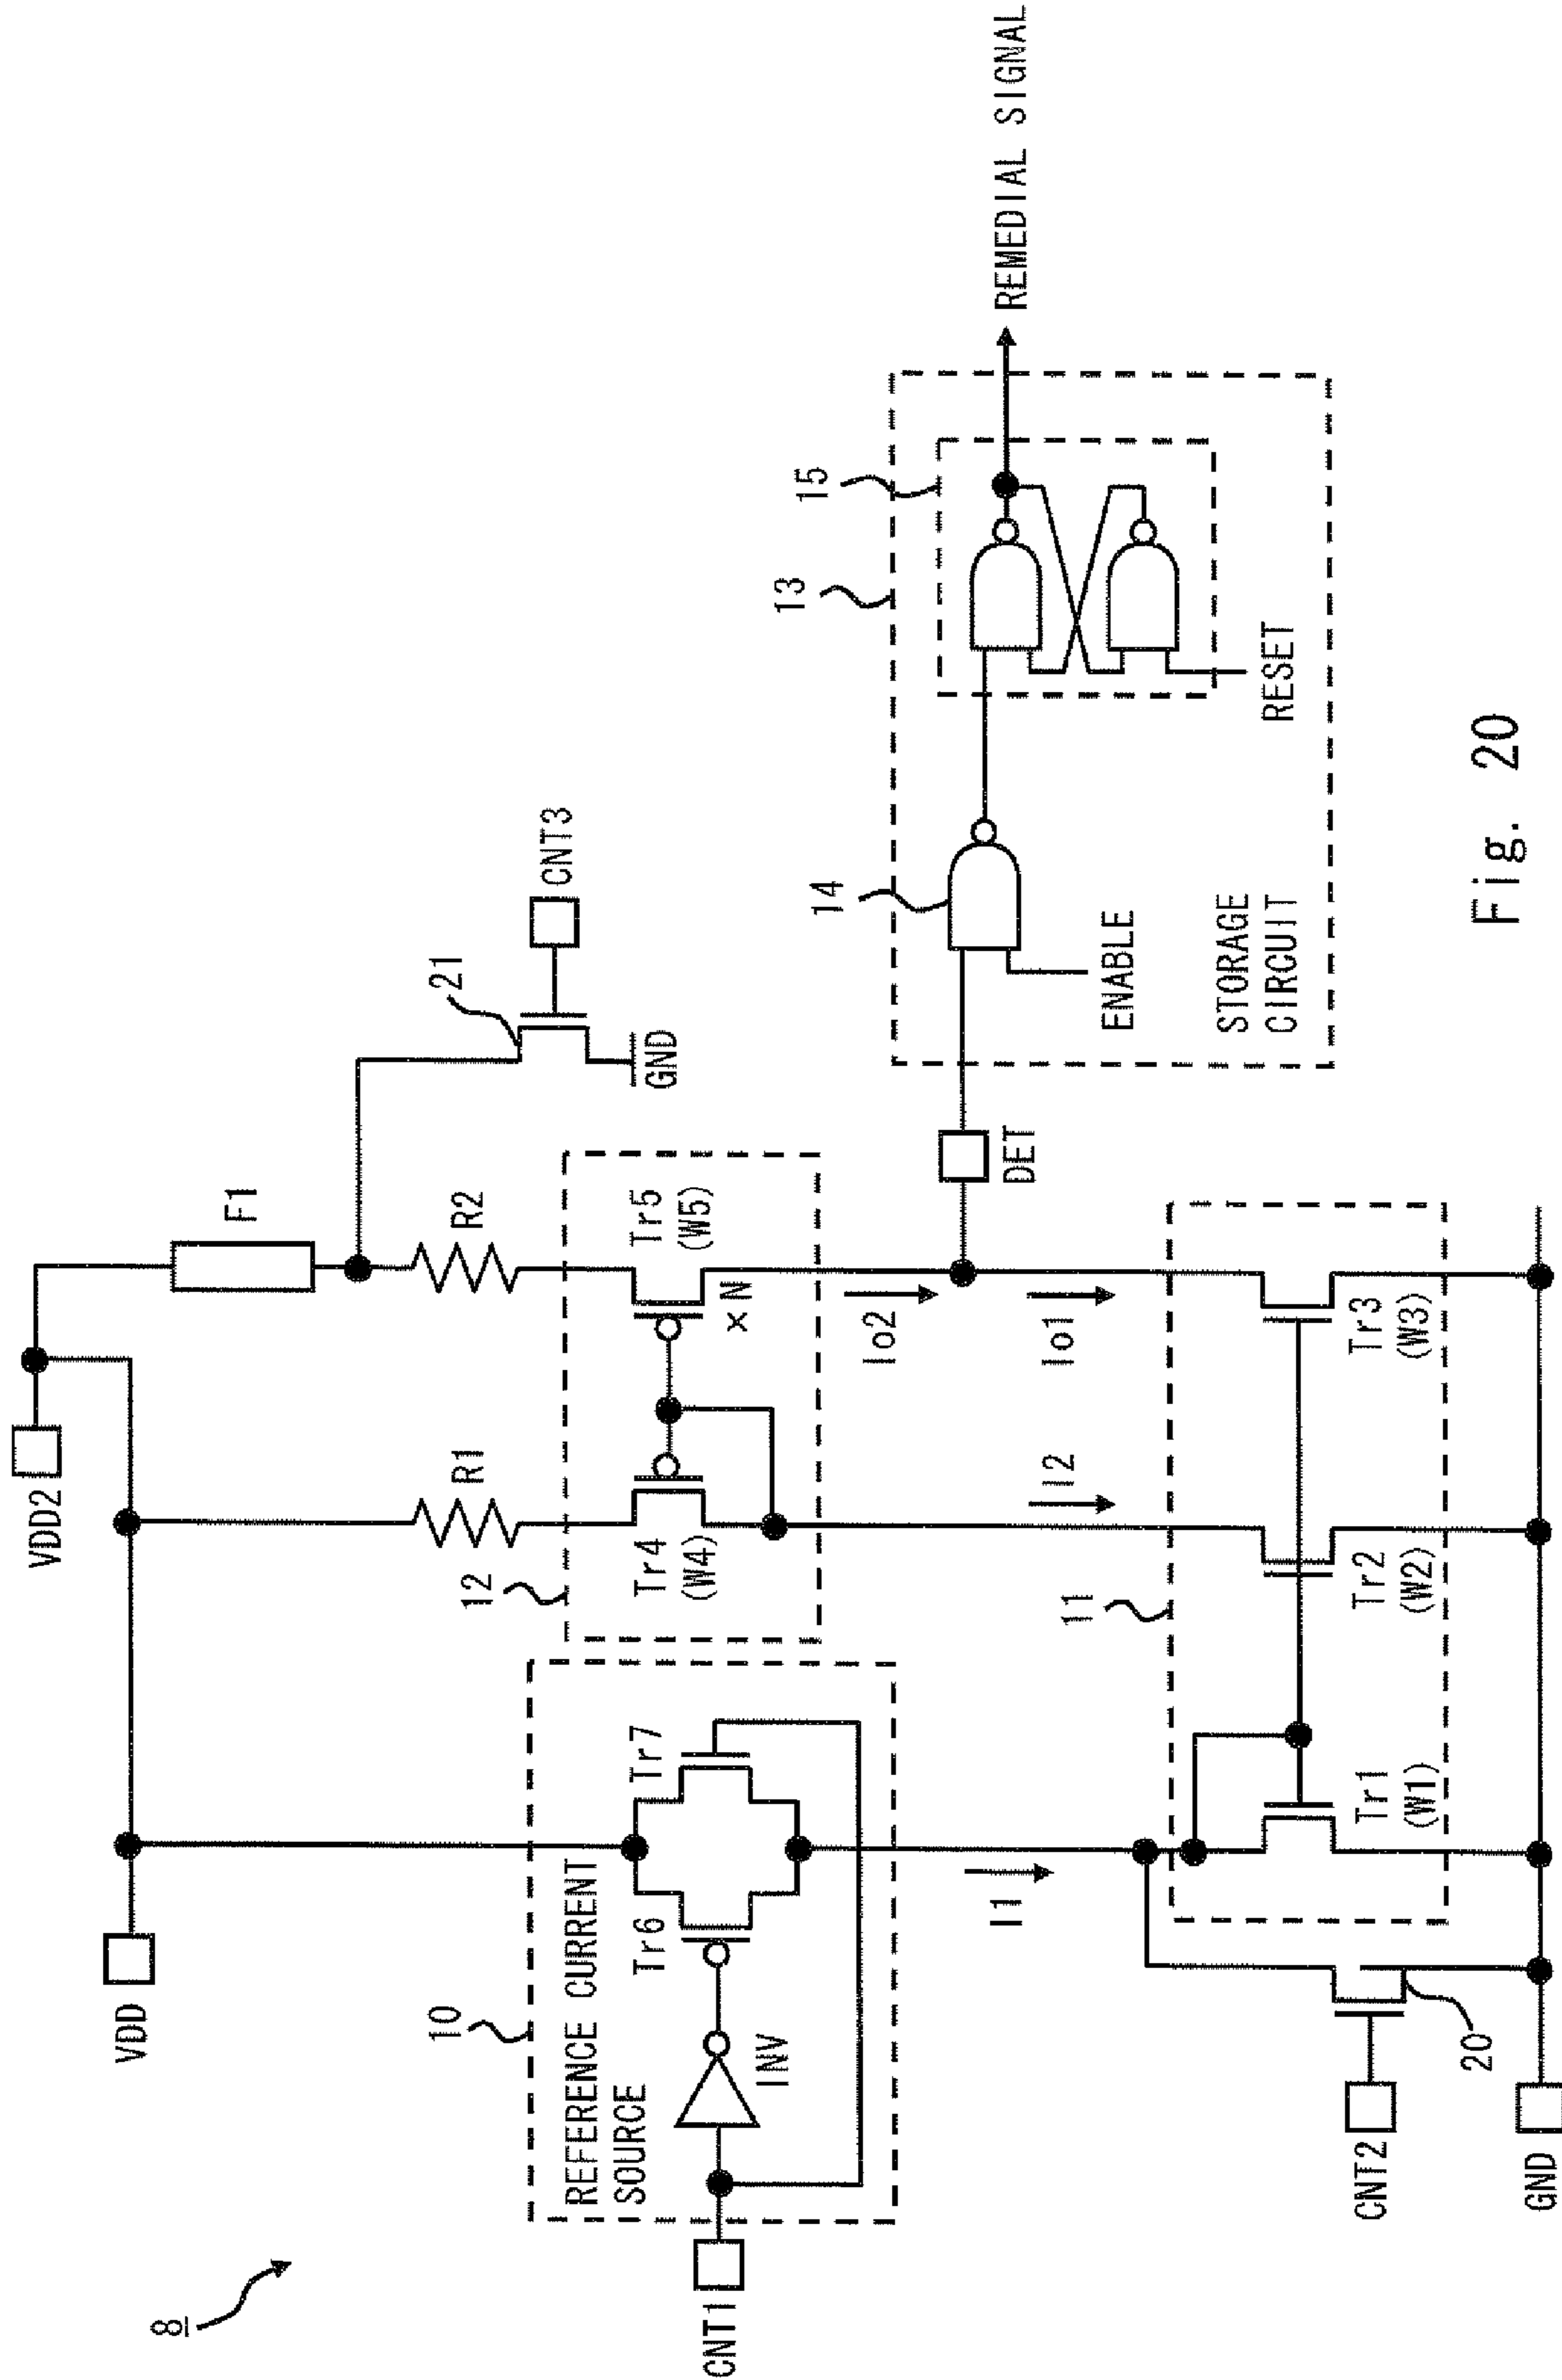 8
VDD
VDD2
F1
R1
R2
21
CNT3
GND
10
REFERENCE CURRENT
SOURCE
CNT1
INV
Tr6
Tr7
12
Tr4
(W4)
Tr5
(W5)
× N
I1
I2
Io2
Io1
DET
13
14
15
ENABLE
RESET
STORAGE
CIRCUIT
REMEDIAL SIGNAL
11
Tr1
(W1)
Tr2
(W2)
Tr3
(W3)
CNT2
20
GND
Fig. 20